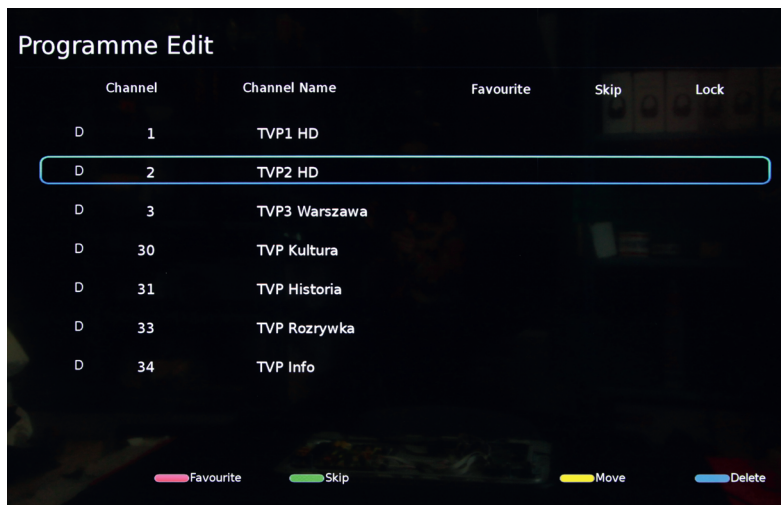 Programme Edit
Channel Channel Name Favourite Skip Lock
D 1 TVP1 HD
D 2 TVP2 HD
D 3 TVP3 Warszawa
D 30 TVP Kultura
D 31 TVP Historia
D 33 TVP Rozrywka
D 34 TVP Info
Favourite Skip Move Delete